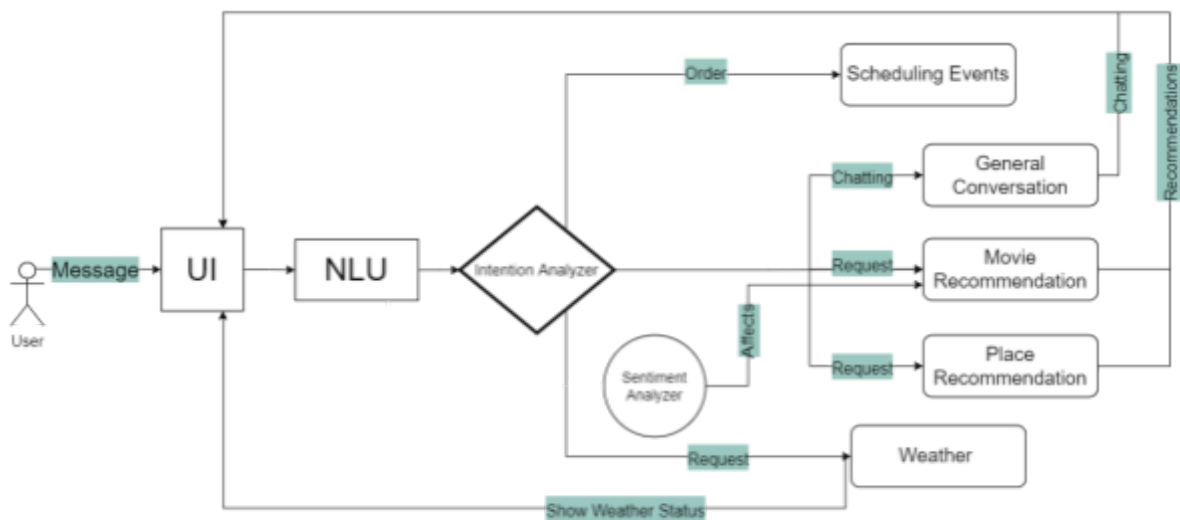 Order
Scheduling Events
Chatting
Recommendations
Chatting
General
Conversation
Message
UI
NLU
Intention Analyzer
Request
Movie
Recommendation
User
Affects
Sentiment
Analyzer
Request
Place
Recommendation
Request
Weather
Show Weather Status